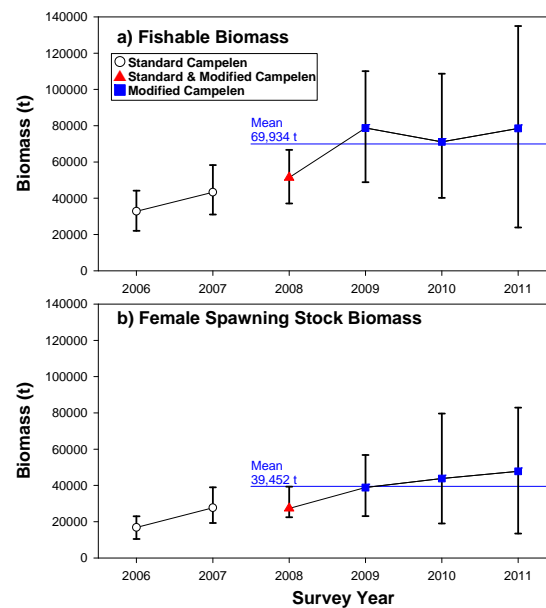 a) Fishable Biomass
Standard Campelen
Standard & Modified Campelen
Modified Campelen
Mean
69,934 t
Biomass (t)
140000
120000
100000
80000
60000
40000
20000
0
2006 2007 2008 2009 2010 2011
b) Female Spawning Stock Biomass
Mean
39,452 t
Biomass (t)
140000
120000
100000
80000
60000
40000
20000
0
2006 2007 2008 2009 2010 2011
Survey Year